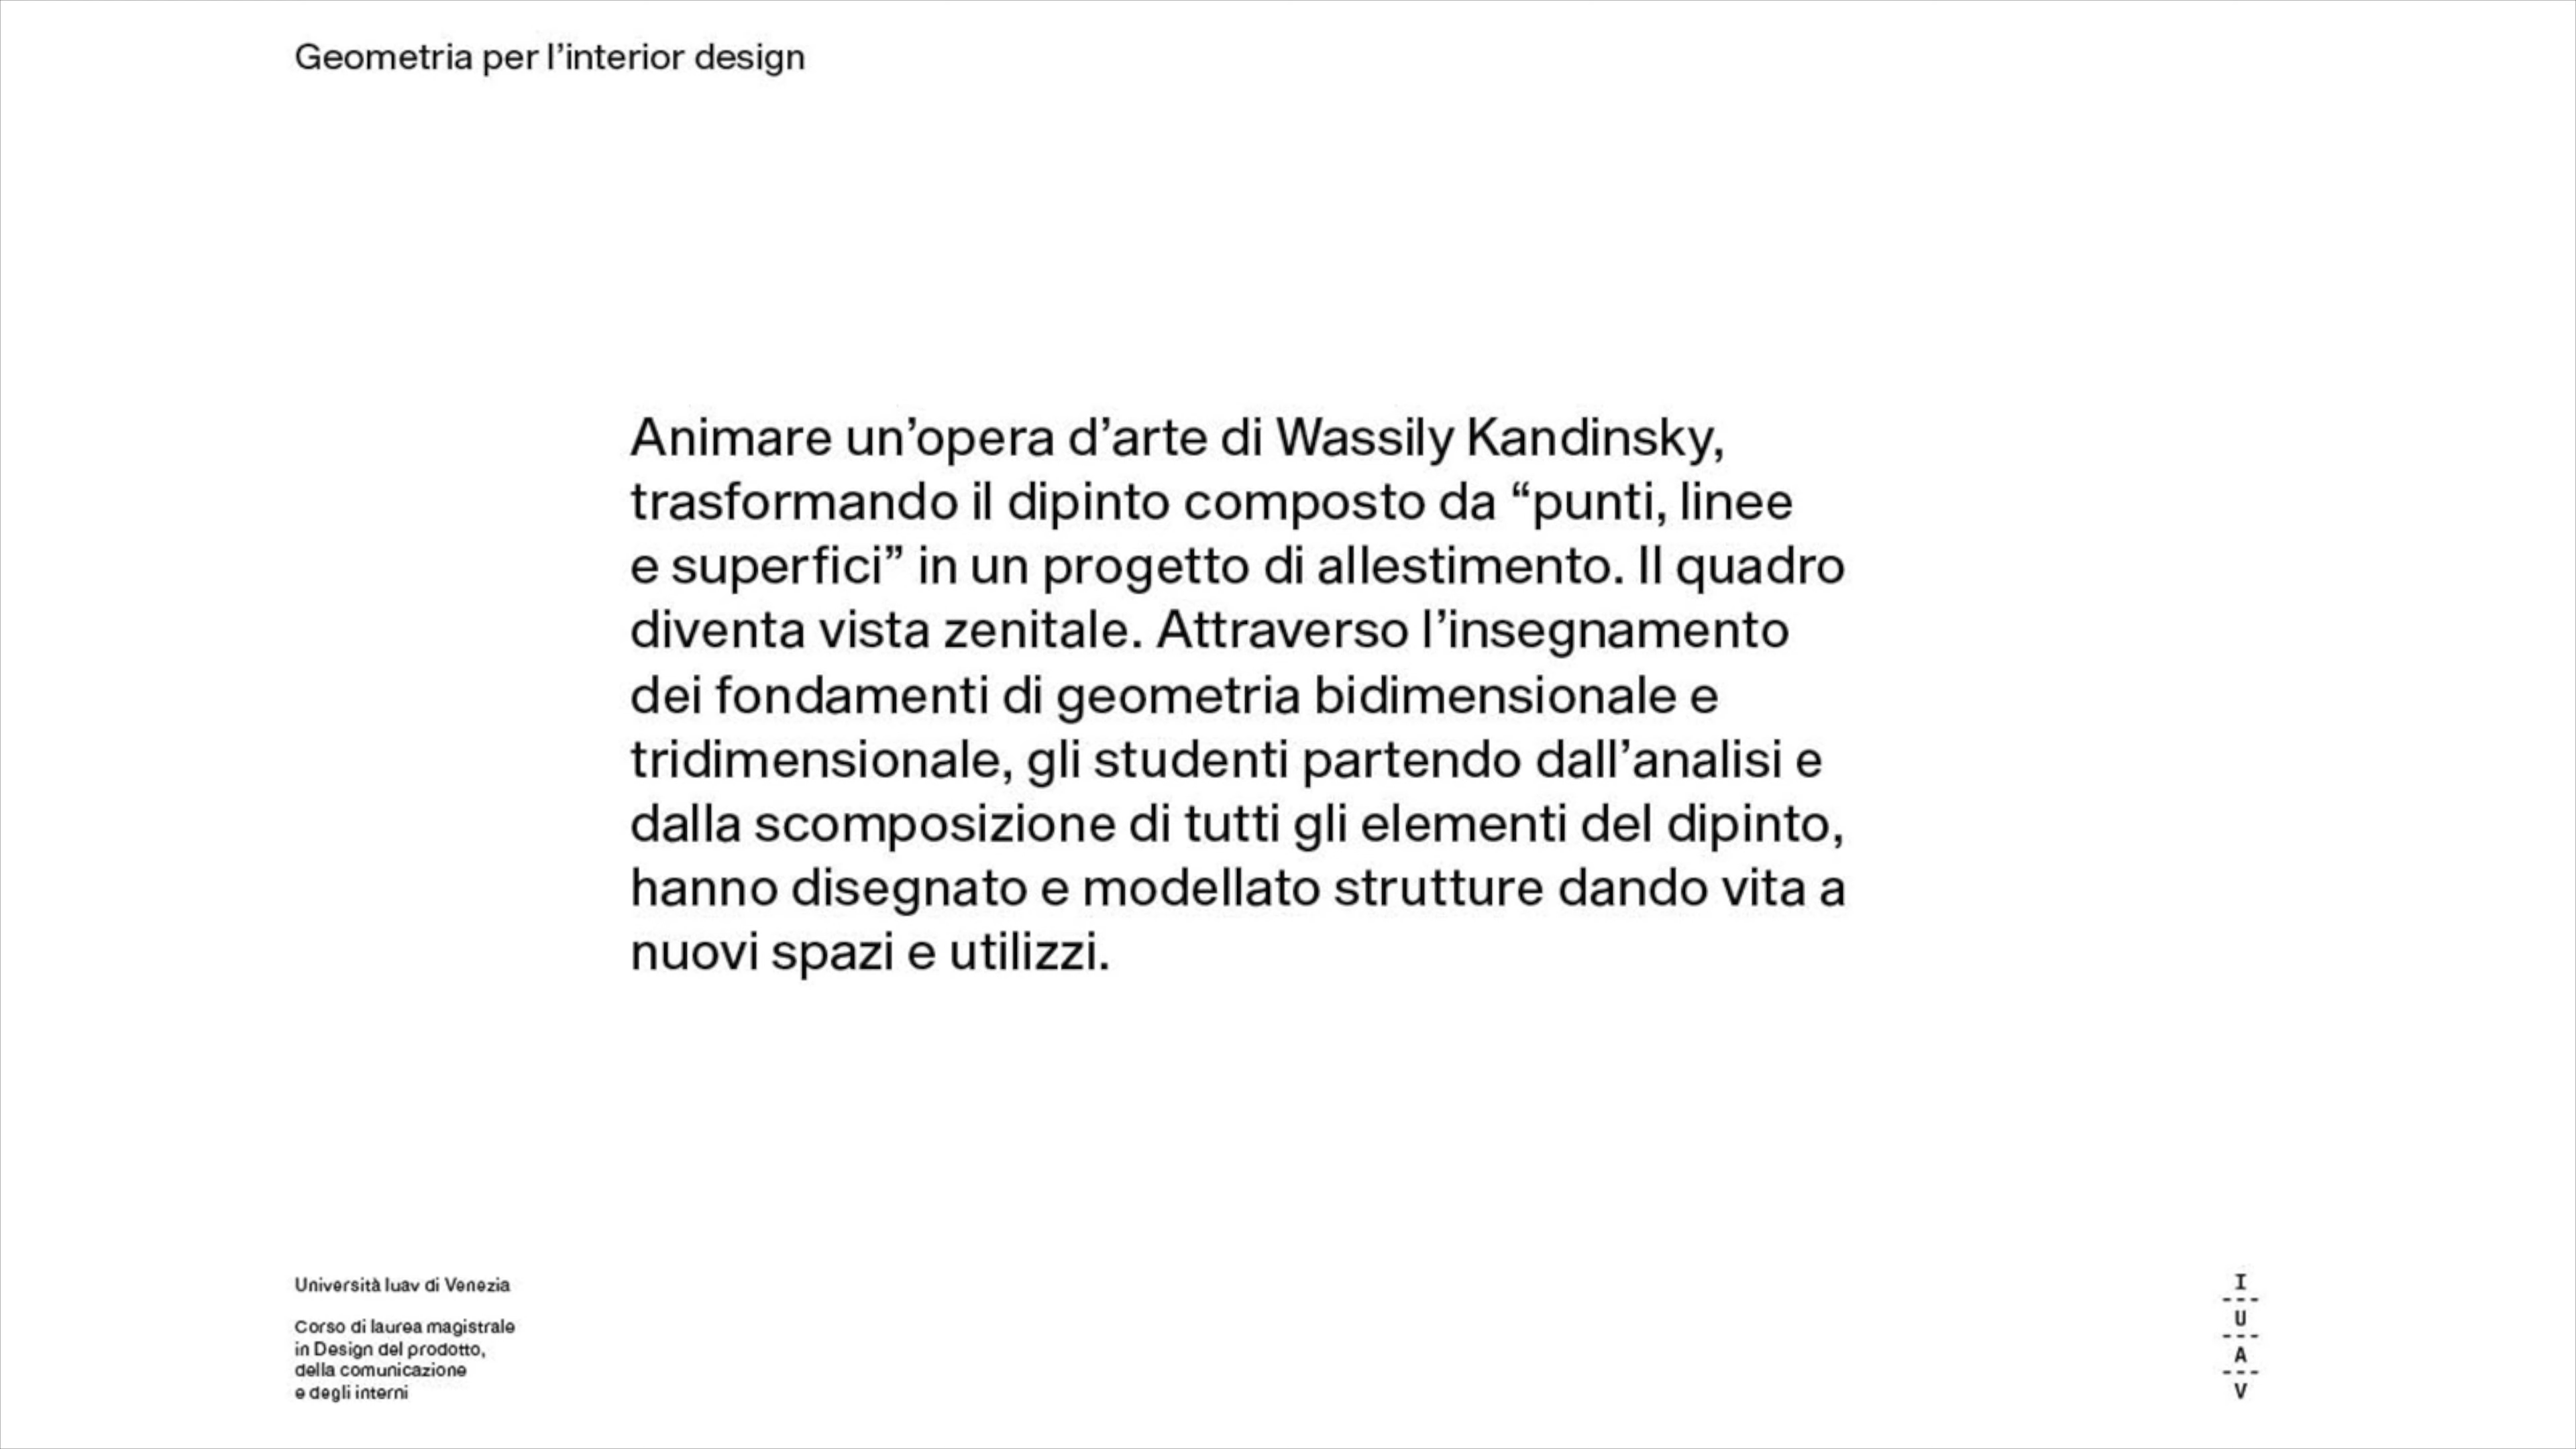 Geometria per l’interior design
Animare un’opera d’arte di Wassily Kandinsky,
trasformando il dipinto composto da “punti, linee
e superfici” in un progetto di allestimento. Il quadro
diventa vista zenitale. Attraverso l’insegnamento
dei fondamenti di geometria bidimensionale e
tridimensionale, gli studenti partendo dall’analisi e
dalla scomposizione di tutti gli elementi del dipinto,
hanno disegnato e modellato strutture dando vita a
nuovi spazi e utilizzi.
Università Iuav di Venezia
Corso di laurea magistrale
in Design del prodotto,
della comunicazione
e degli interni
I
---
U
---
A
---
V